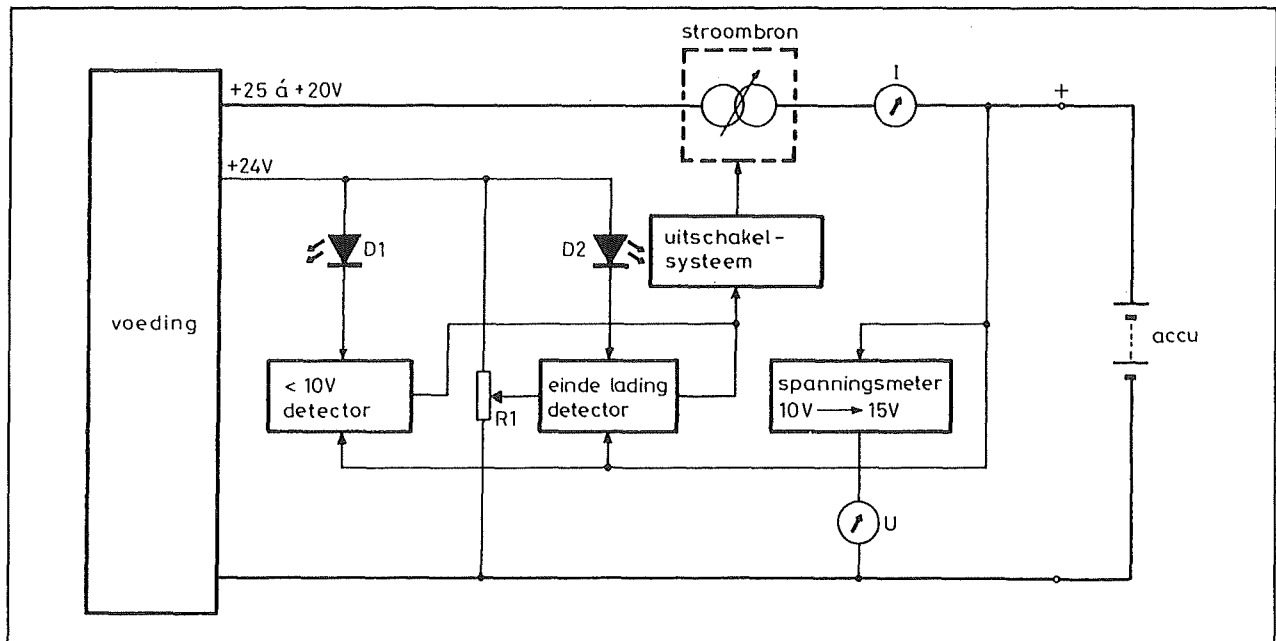 stroombron
+25 á +20V
I
+
+24V
D1
D2
uitschakel-
systeem
voeding
accu
< 10V
detector
R1
einde lading
detector
spanningsmeter
10V → 15V
U